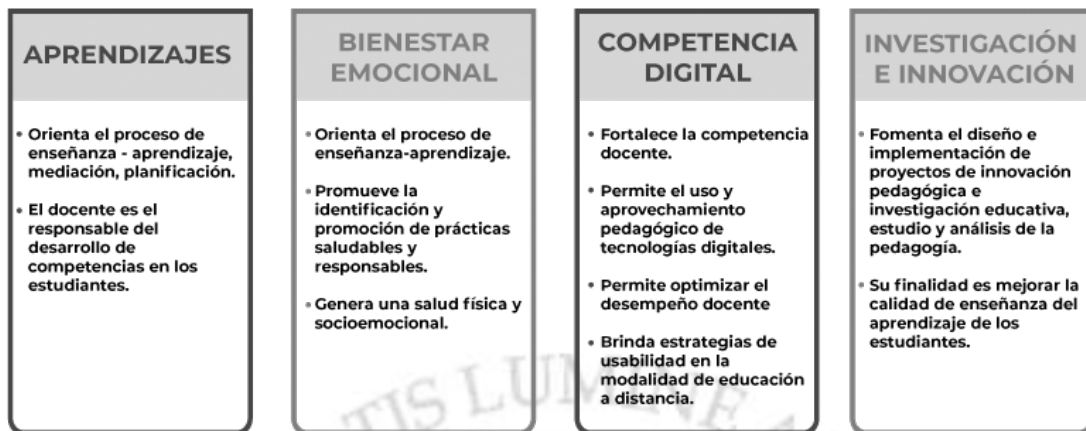 APRENDIZAJES
• Orienta el proceso de
enseñanza - aprendizaje,
mediación, planificación.
• El docente es el
responsable del
desarrollo de
competencias en los
estudiantes.
BIENESTAR
EMOCIONAL
• Orienta el proceso de
enseñanza-aprendizaje.
• Promueve la
identificación y
promoción de prácticas
saludables y
responsables.
• Genera una salud física y
socioemocional.
COMPETENCIA
DIGITAL
• Fortalece la competencia
docente.
• Permite el uso y
aprovechamiento
pedagógico de
tecnologías digitales.
• Permite optimizar el
desempeño docente
• Brinda estrategias de
usabilidad en la
modalidad de educación
a distancia.
INVESTIGACIÓN
E INNOVACIÓN
• Fomenta el diseño e
implementación de
proyectos de innovación
pedagógica e
investigación educativa,
estudio y análisis de la
pedagogía.
• Su finalidad es mejorar la
calidad de enseñanza del
aprendizaje de los
estudiantes.
TIS LUMINE